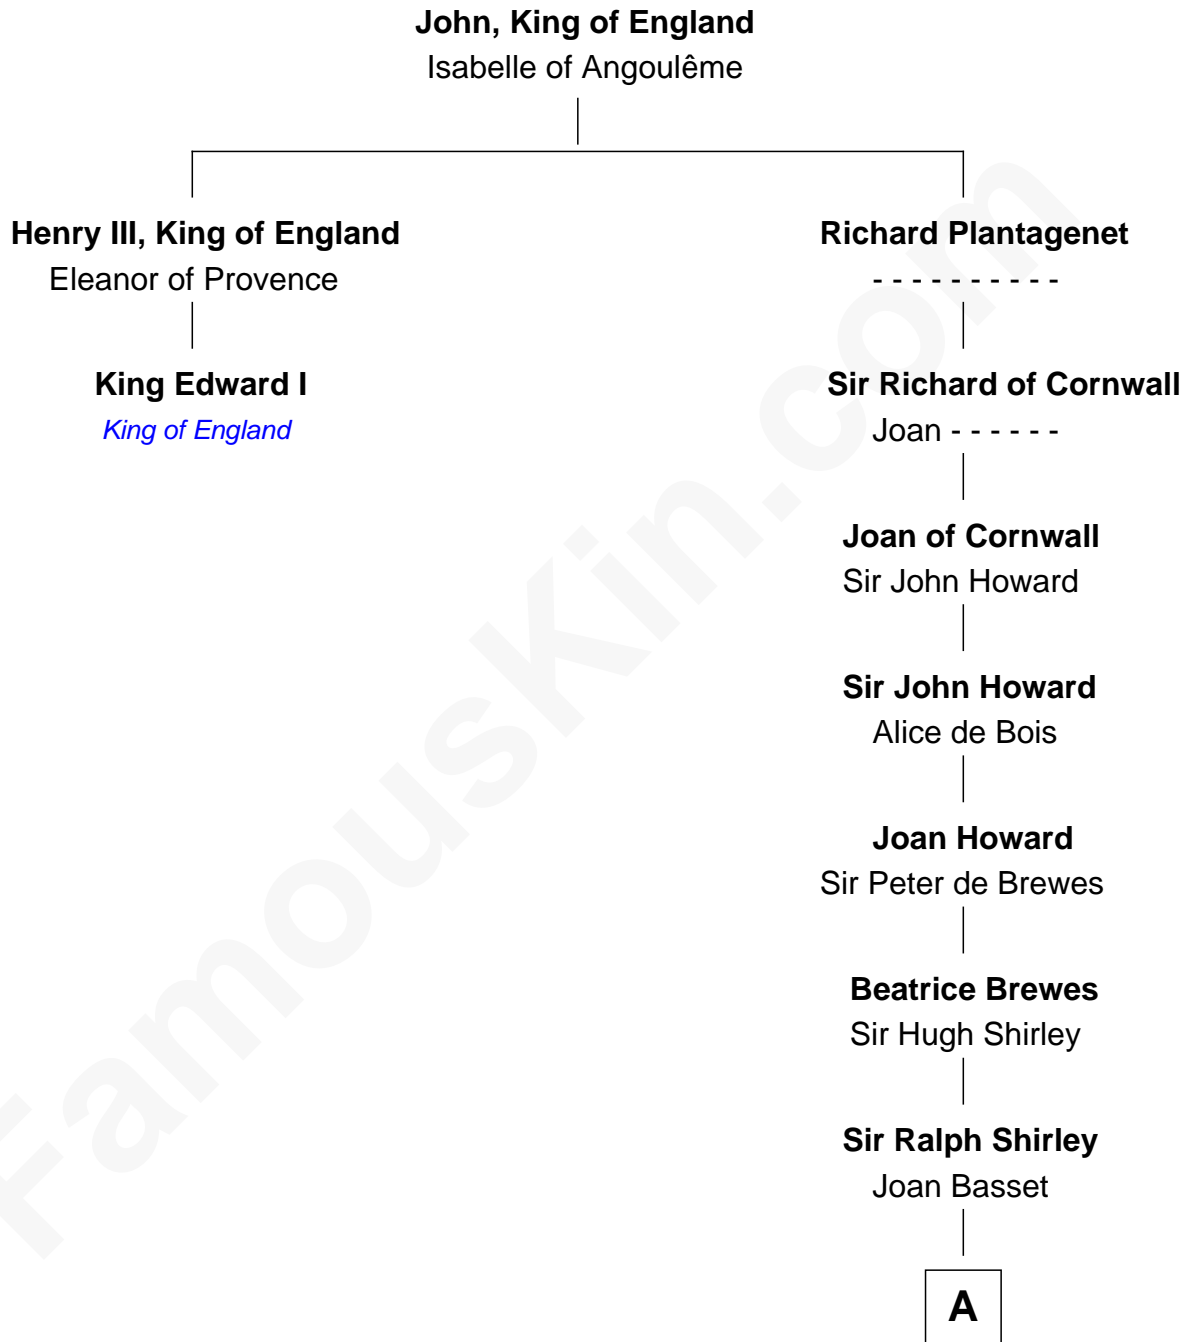 John, King of England
Isabelle of Angoulême
Henry III, King of England
Eleanor of Provence
King Edward I
King of England
Richard Plantagenet
- - - - - - - - - -
Sir Richard of Cornwall
Joan - - - - - -
Joan of Cornwall
Sir John Howard
Sir John Howard
Alice de Bois
Joan Howard
Sir Peter de Brewes
Beatrice Brewes
Sir Hugh Shirley
Sir Ralph Shirley
Joan Basset
A
FamousKin.com